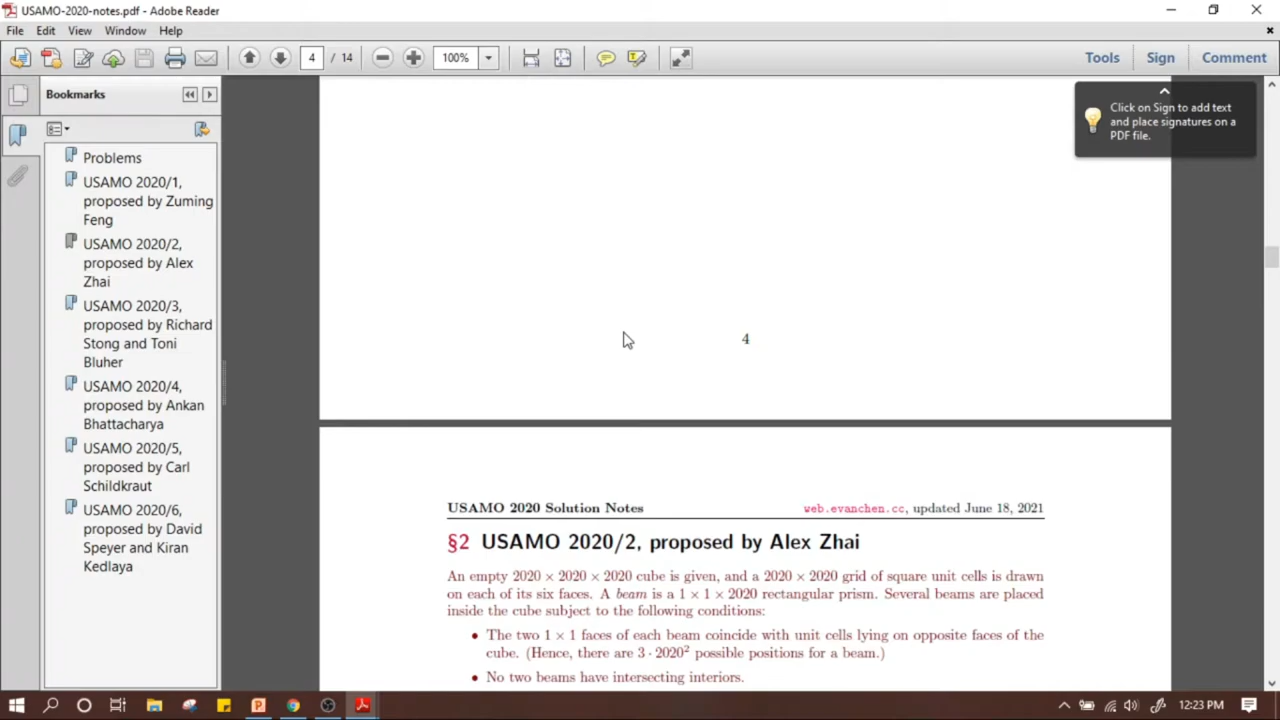 USAMO-2020-notes.pdf - Adobe Reader
File Edit View Window Help
4 / 14 100% Tools Sign Comment
Bookmarks
Problems
USAMO 2020/1,
proposed by Zuming
Feng
USAMO 2020/2,
proposed by Alex
Zhai
USAMO 2020/3,
proposed by Richard
Stong and Toni
Bluher
USAMO 2020/4,
proposed by Ankan
Bhattacharya
USAMO 2020/5,
proposed by Carl
Schildkraut
USAMO 2020/6,
proposed by David
Speyer and Kiran
Kedlaya
Click on Sign to add text
and place signatures on a
PDF file.
4
USAMO 2020 Solution Notes web.evanchen.cc, updated June 18, 2021
§2 USAMO 2020/2, proposed by Alex Zhai
An empty 2020 × 2020 × 2020 cube is given, and a 2020 × 2020 grid of square unit cells is drawn
on each of its six faces. A beam is a 1 × 1 × 2020 rectangular prism. Several beams are placed
inside the cube subject to the following conditions:
• The two 1 × 1 faces of each beam coincide with unit cells lying on opposite faces of the
cube. (Hence, there are 3 · 2020² possible positions for a beam.)
• No two beams have intersecting interiors.
12:23 PM